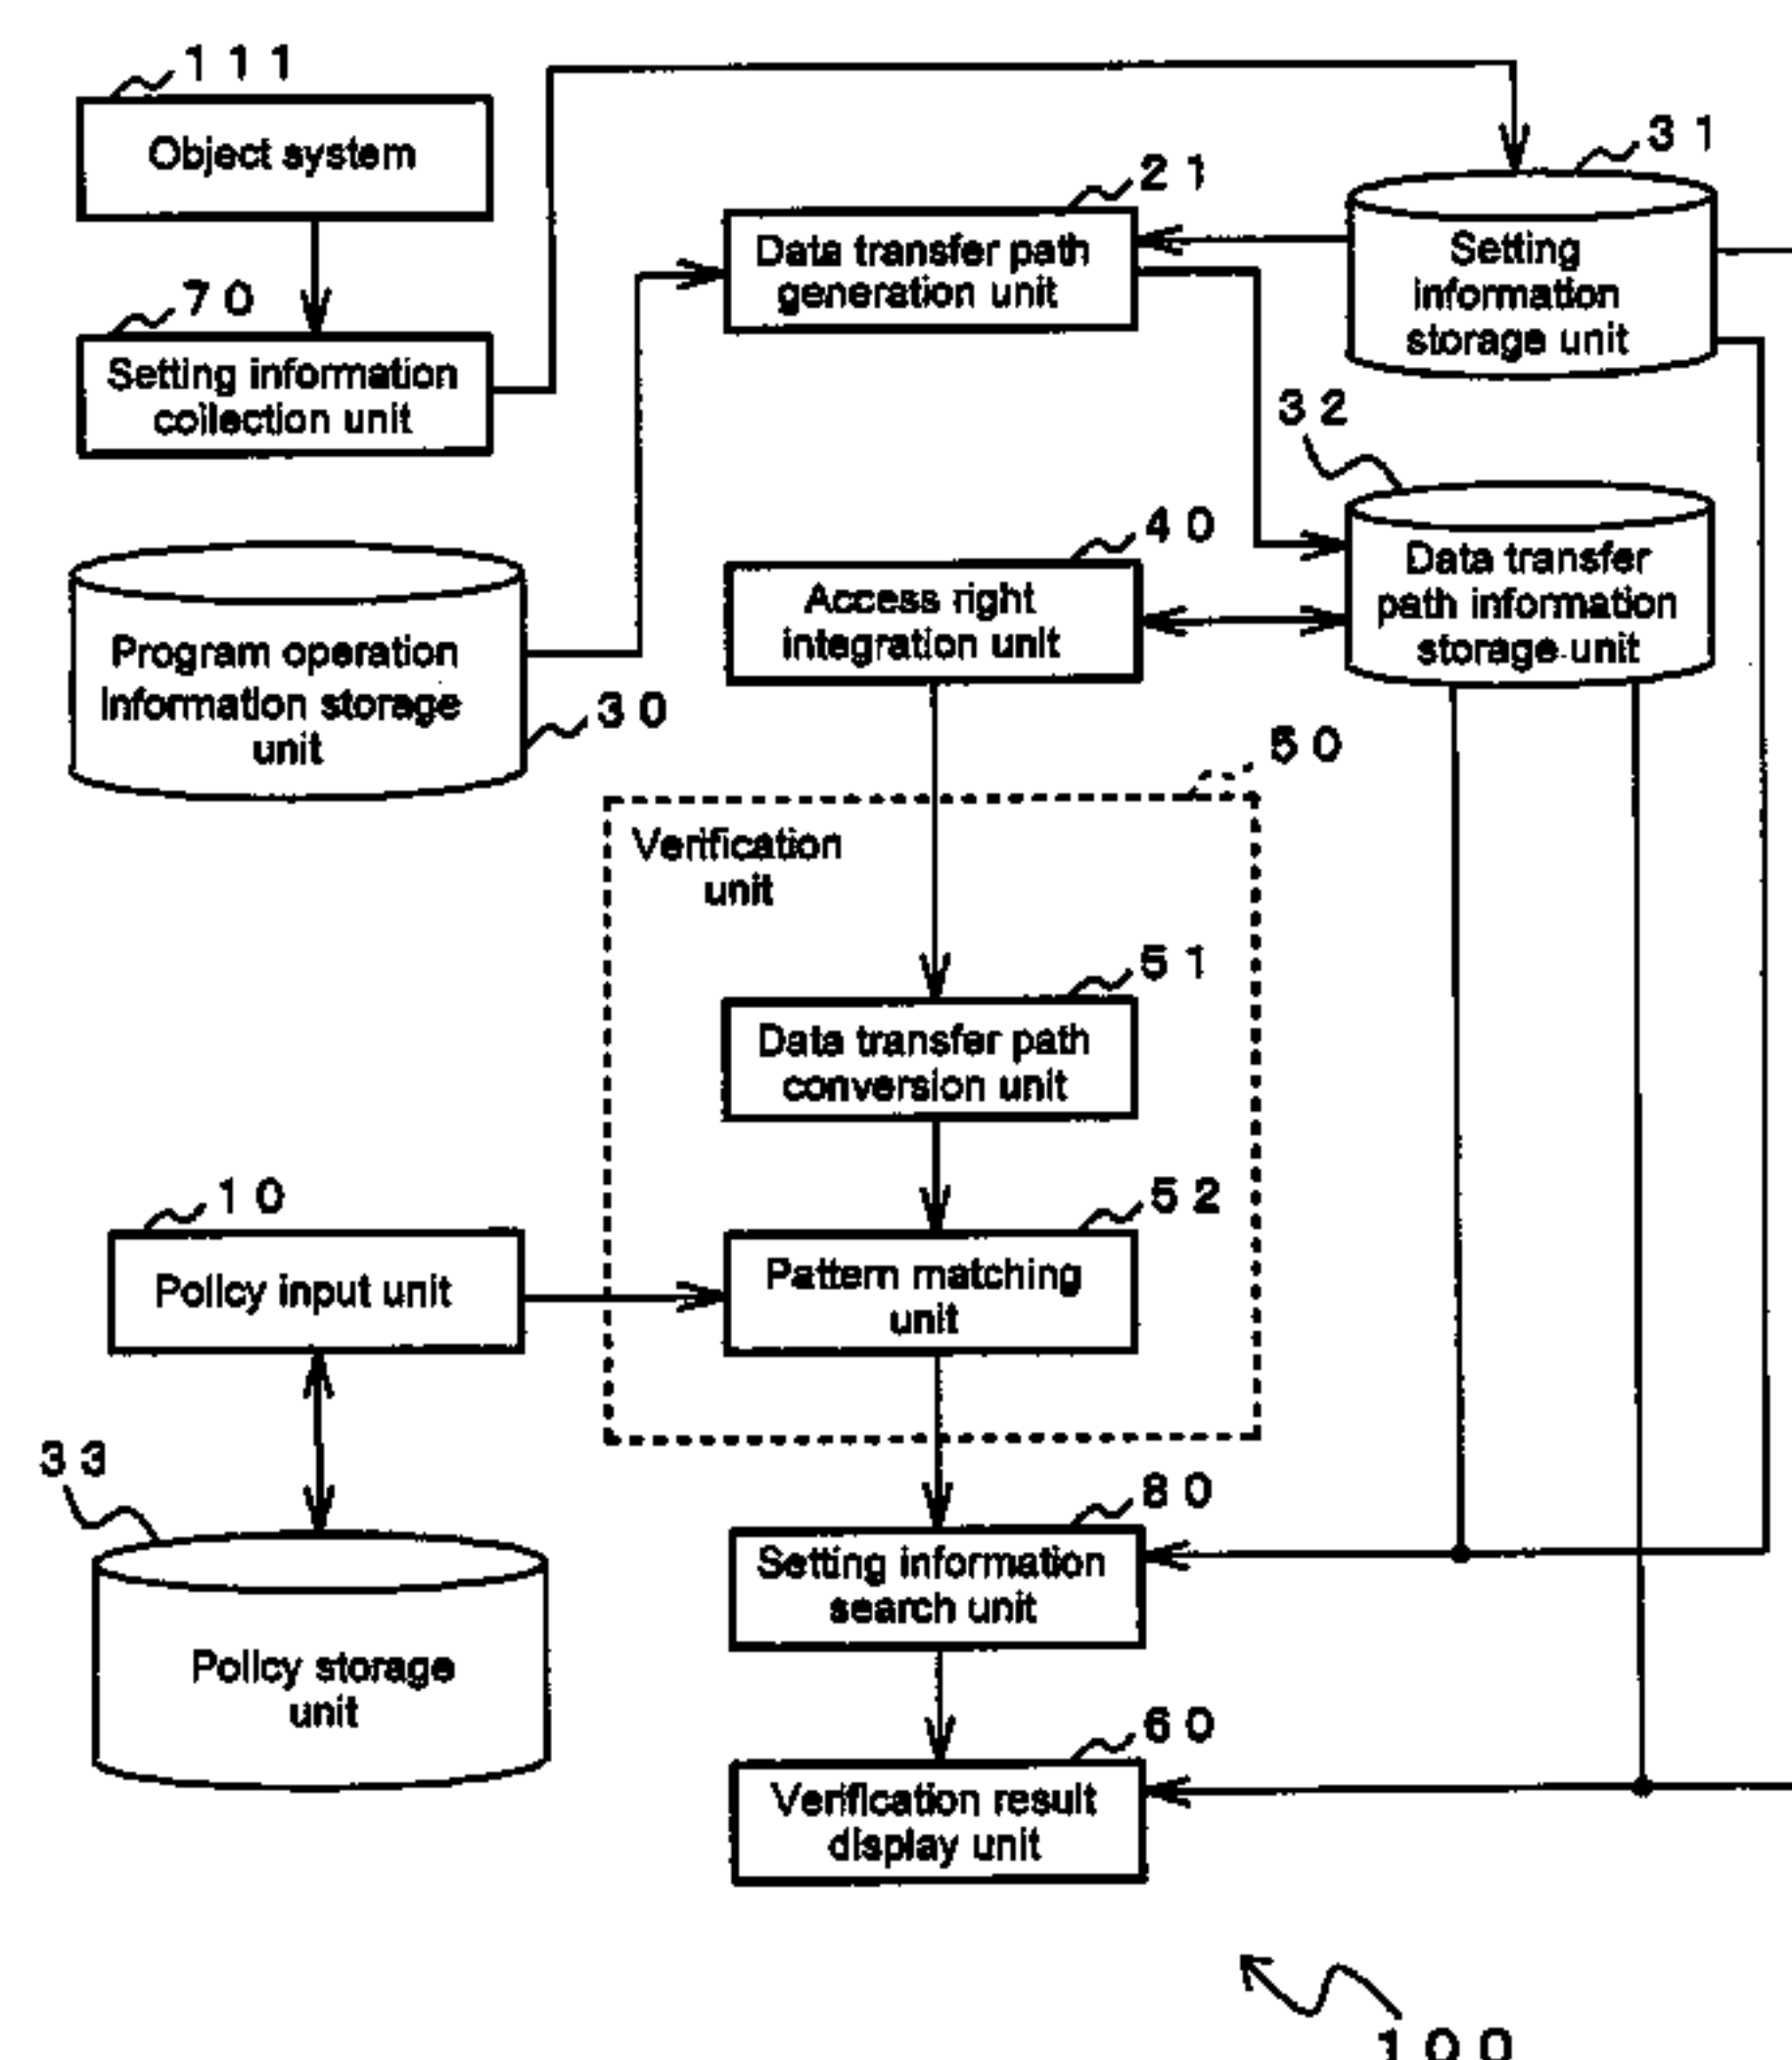 111
Object system
70
Setting information
collection unit
21
Data transfer path
generation unit
31
Setting
information
storage unit
32
Data transfer
path information
storage unit
Program operation
information storage
unit
30
40
Access right
integration unit
50
Verification
unit
51
Data transfer path
conversion unit
10
Policy input unit
52
Pattern matching
unit
33
Policy storage
unit
80
Setting information
search unit
60
Verification result
display unit
100